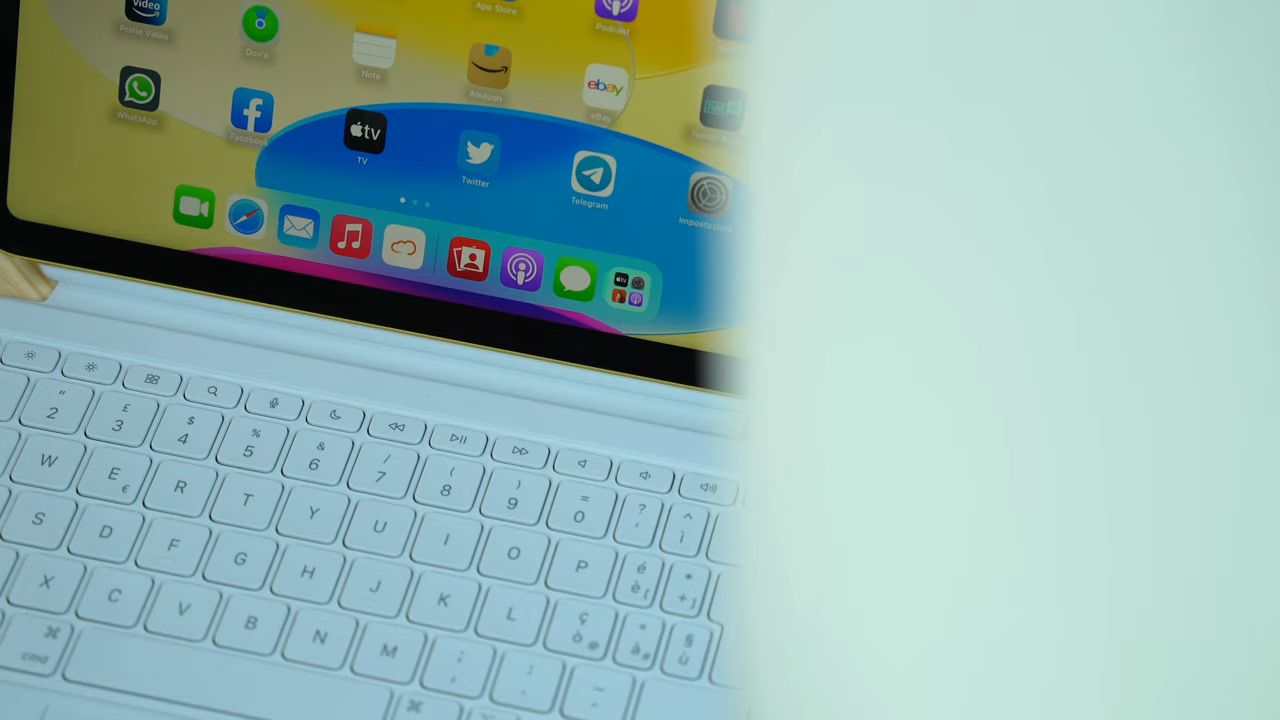 video
Prime Video
Dov'è
Note
App Store
Amazon
Podcast
ebay
eBay
WhatsApp
Facebook
tv
TV
Twitter
Telegram
Impostazioni
tv
"
2
£
3
$
4
%
5
&
6
/
7
(
8
)
9
=
0
?
'
^
ì
W
E
€
R
T
Y
U
I
O
P
é
è [
*
+ ]
S
D
F
G
H
J
K
L
ç
ò @
°
à #
§
ù
X
C
V
B
N
M
;
,
:
.
_
-
⌘
cmd
⌘